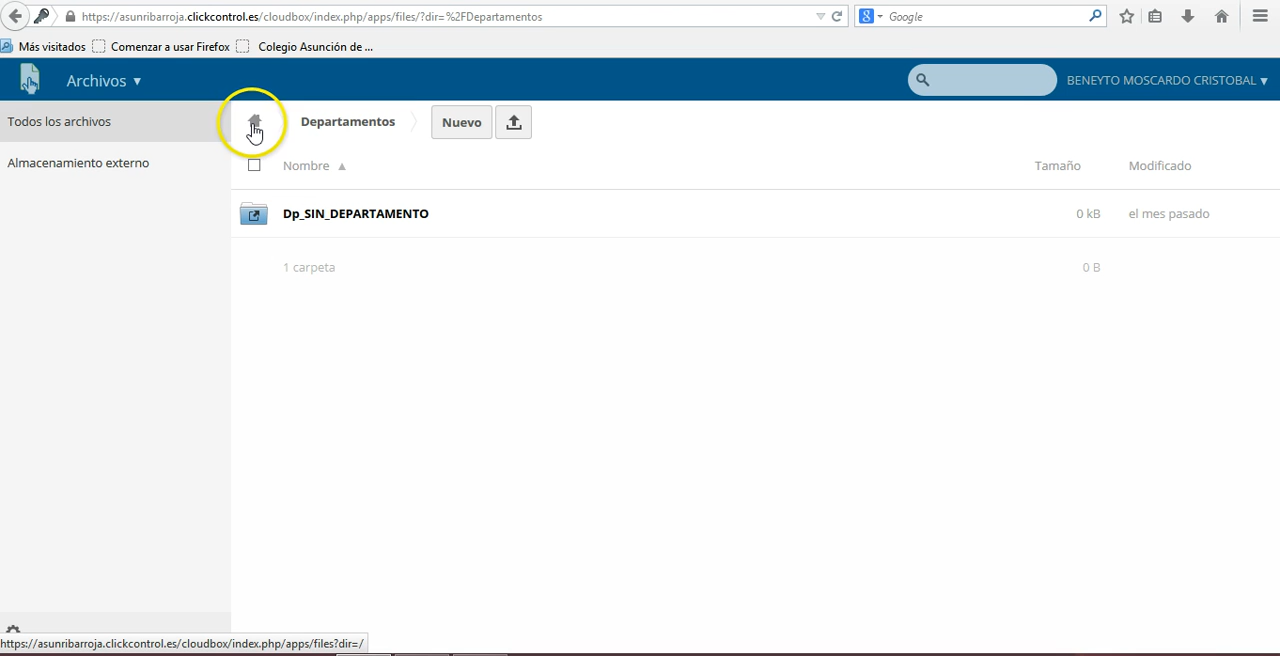 https://asunribarroja.clickcontrol.es/cloudbox/index.php/apps/files/?dir=%2FDepartamentos
Google
Más visitados Comenzar a usar Firefox Colegio Asunción de ...
Archivos ▼
BENEYTO MOSCARDO CRISTOBAL ▼
Todos los archivos
Departamentos
Nuevo
Almacenamiento externo
Nombre ▲ Tamaño Modificado
Dp_SIN_DEPARTAMENTO 0 kB el mes pasado
1 carpeta 0 B
https://asunribarroja.clickcontrol.es/cloudbox/index.php/apps/files?dir=/